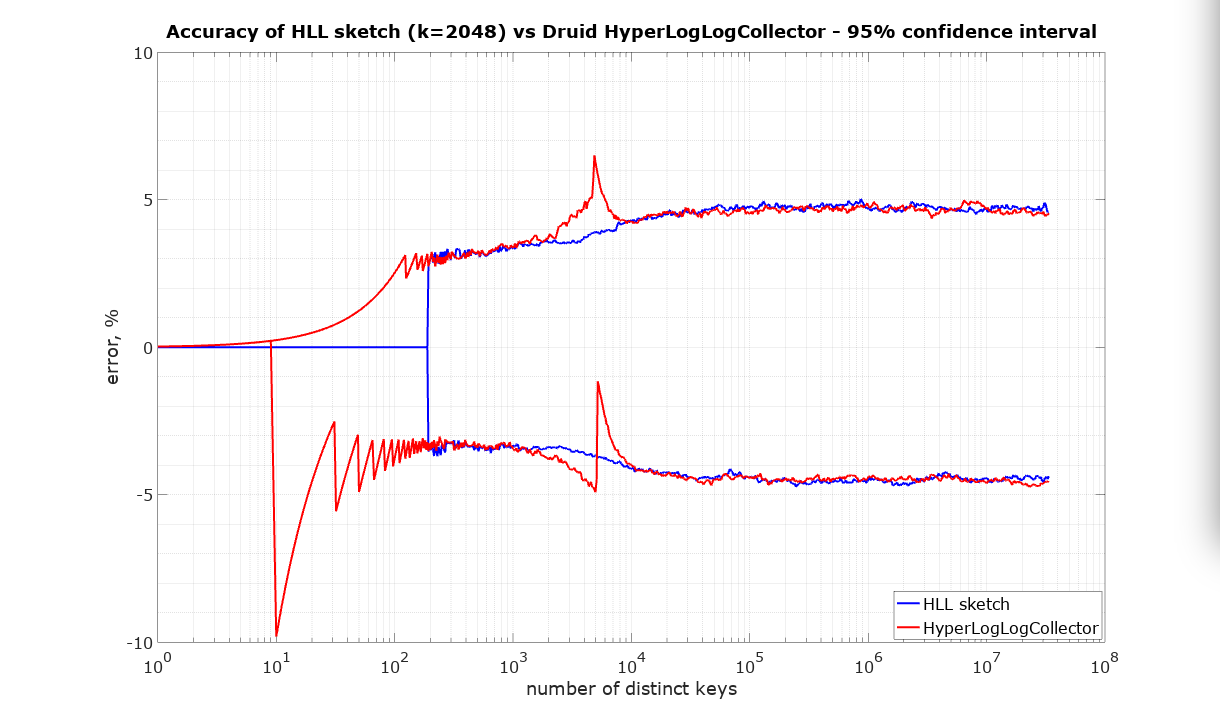 Accuracy of HLL sketch (k=2048) vs Druid HyperLogLogCollector - 95% confidence interval
10
5
0
-5
-10
error, %
10^0 10^1 10^2 10^3 10^4 10^5 10^6 10^7 10^8
number of distinct keys
HLL sketch
HyperLogLogCollector